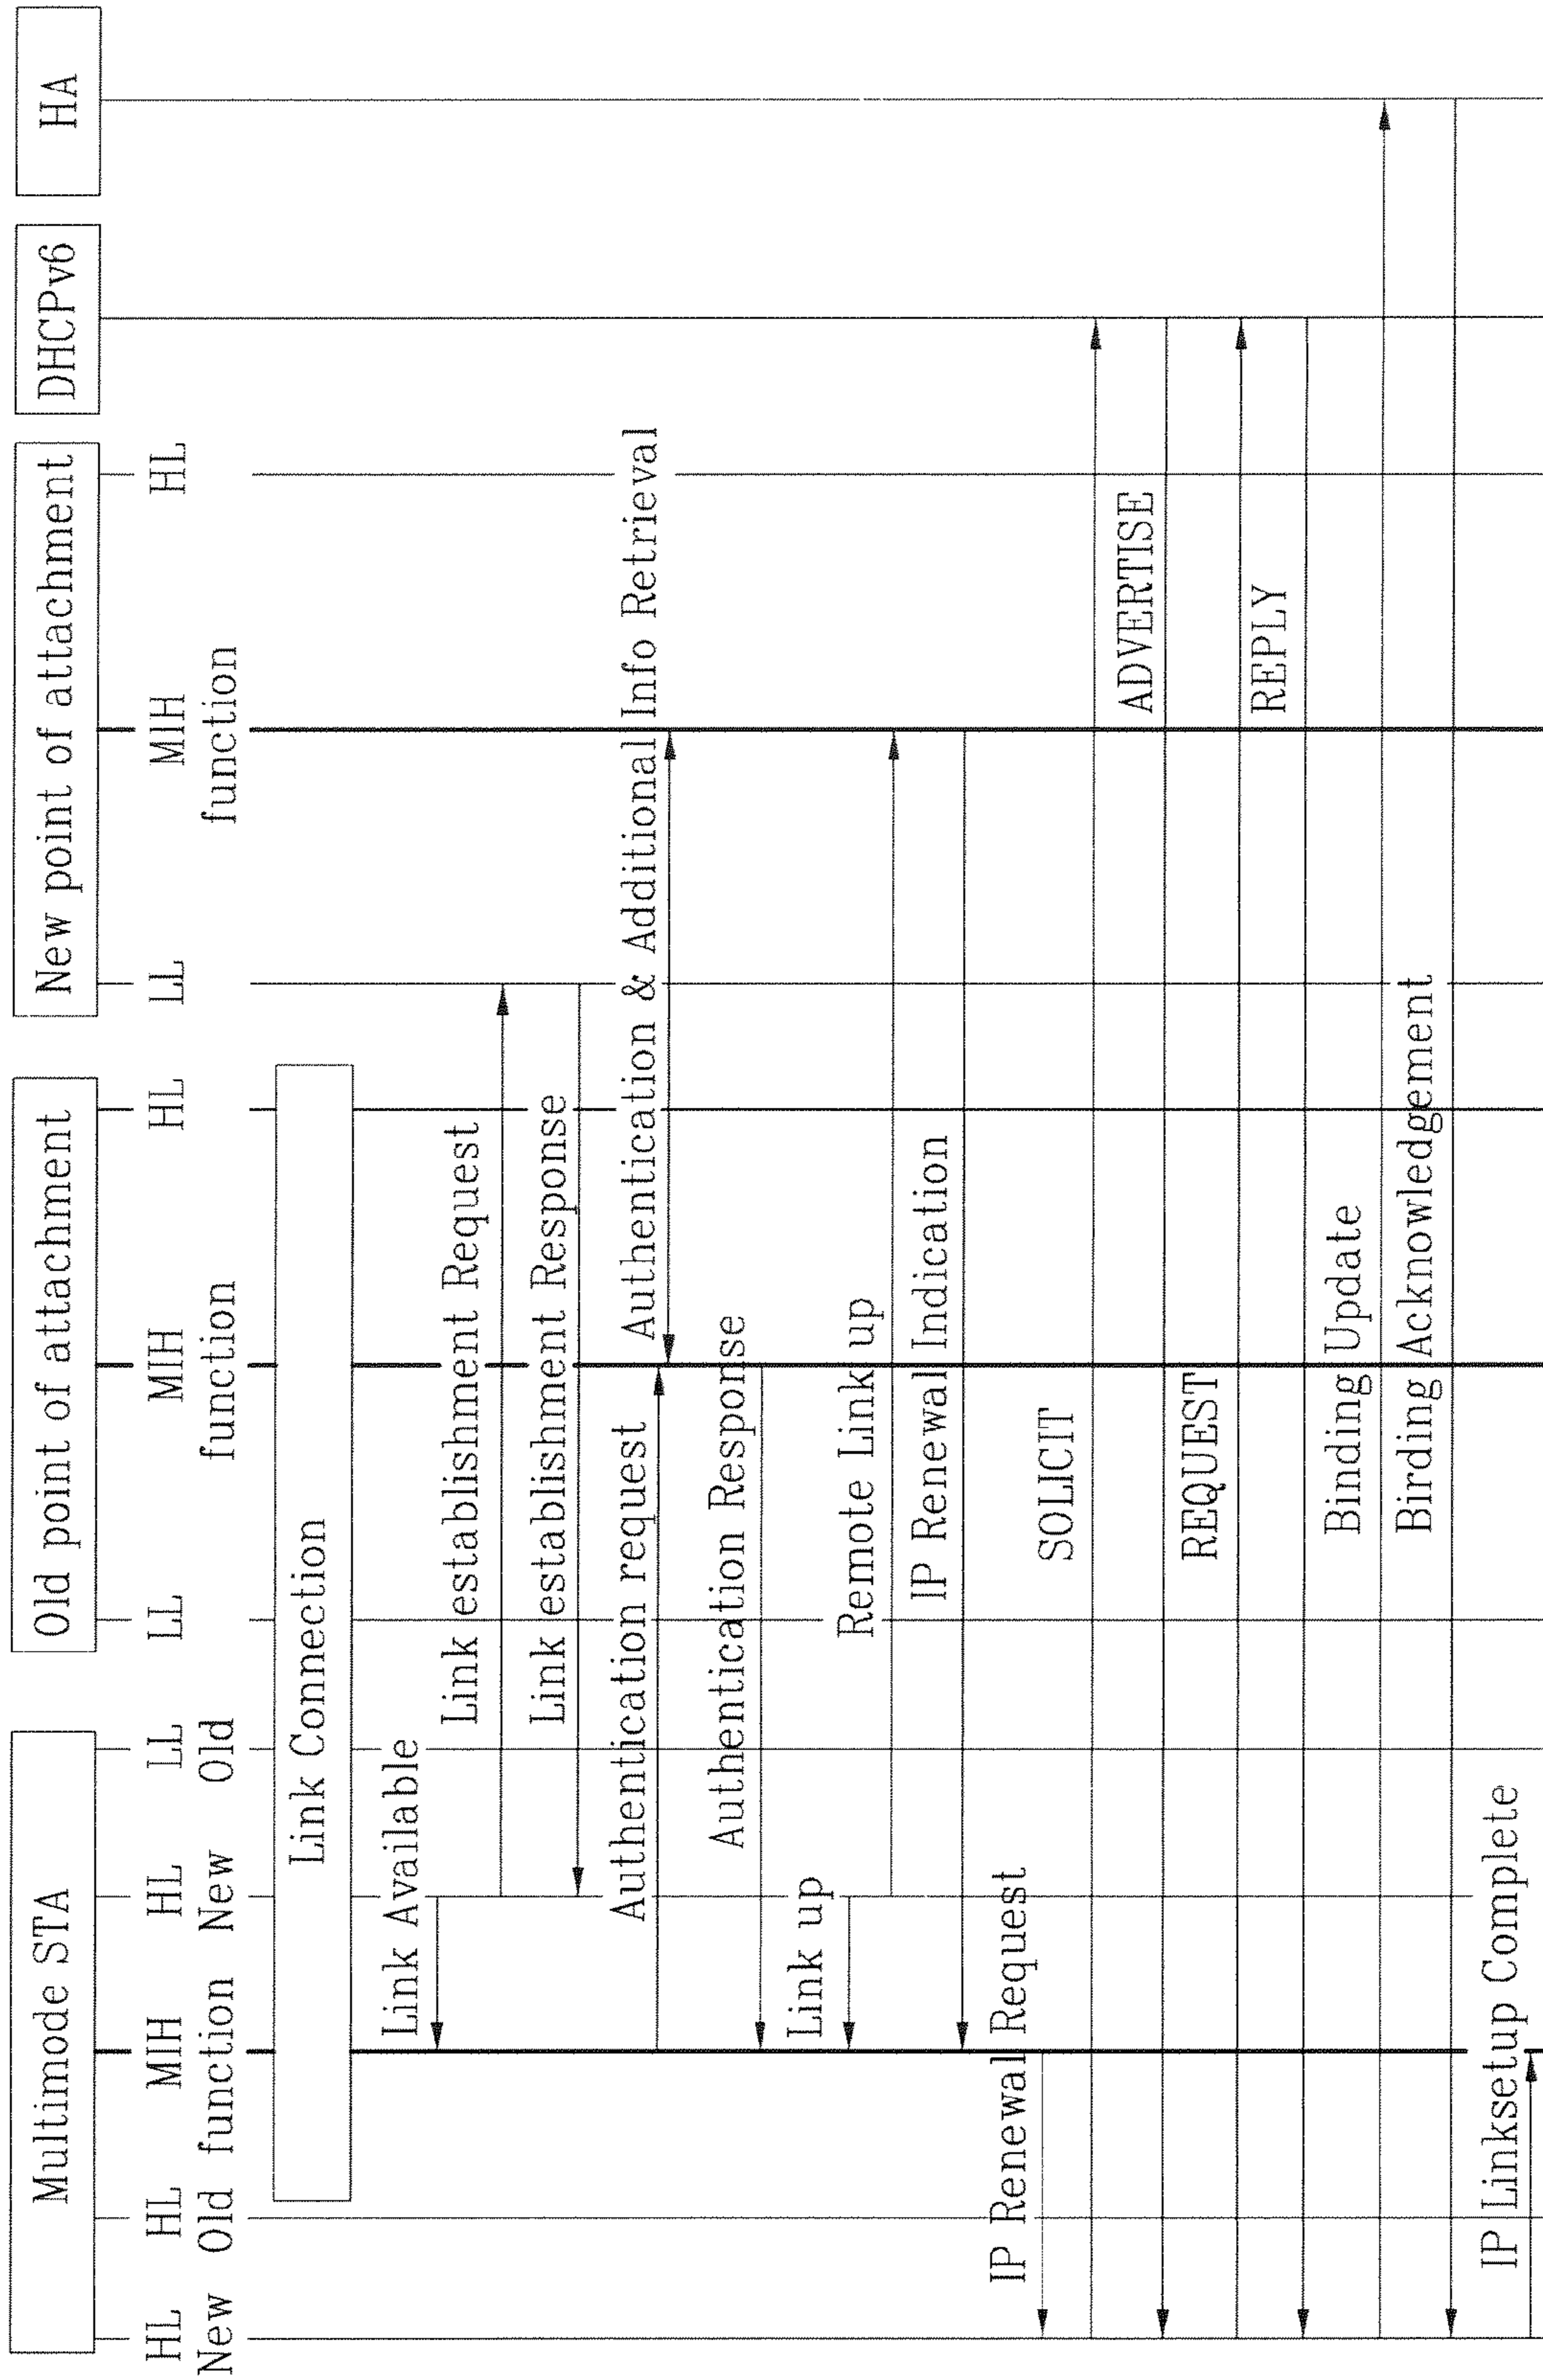 Multimode STA
Old point of attachment
New point of attachment
DHCPv6
HA
HL
New
HL
Old
MIH
function
HL
New
LL
Old
LL
MIH
function
HL
LL
MIH
function
HL
Link Connection
Link Available
Link establishment Request
Link establishment Response
Authentication request
Authentication & Additional Info Retrieval
Authentication Response
Link up
Remote Link up
IP Renewal Indication
IP Renewal Request
SOLICIT
ADVERTISE
REQUEST
REPLY
Binding Update
Birding Acknowledgement
IP Linksetup Complete